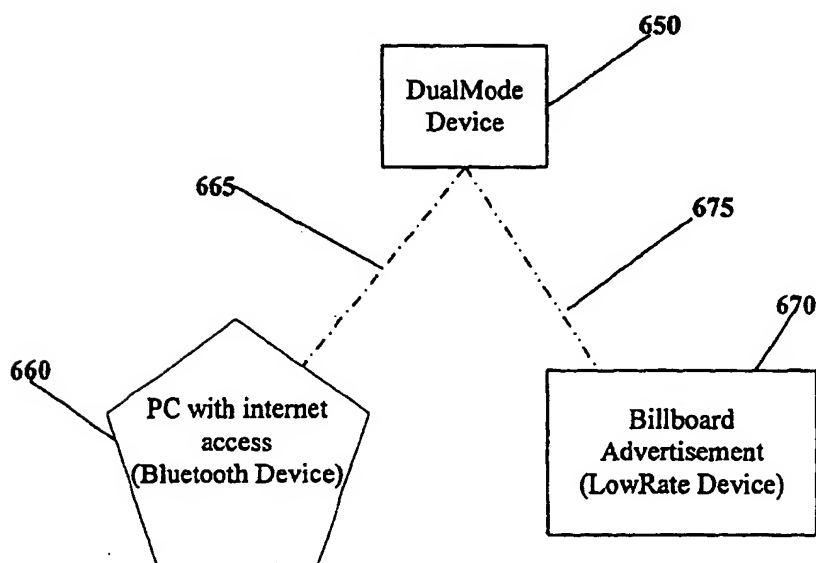 650
DualMode
Device
665
675
670
660
PC with internet
access
(Bluetooth Device)
Billboard
Advertisement
(LowRate Device)